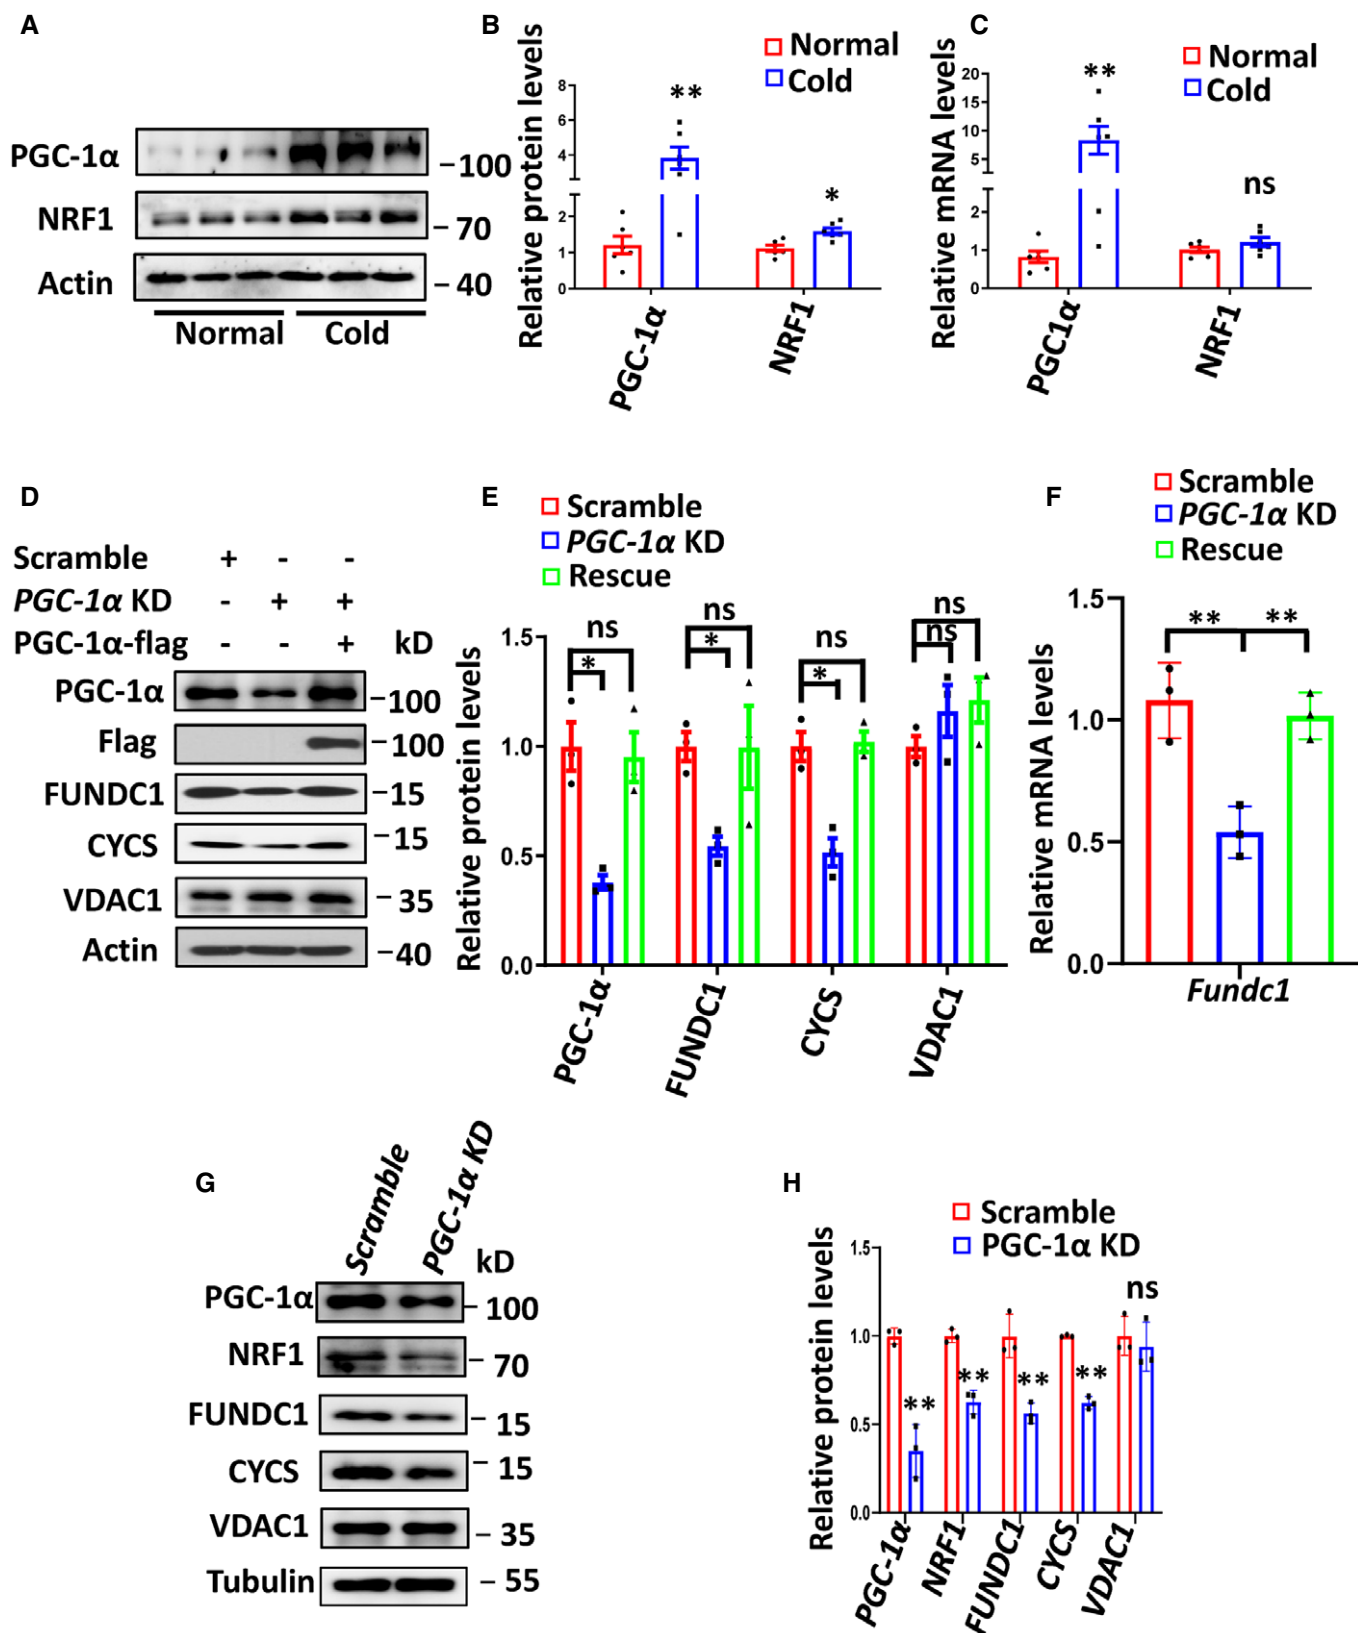 A
PGC-1α
NRF1
Actin
-100
-70
-40
Normal Cold
B
Normal
Cold
Relative protein levels
8
6
4
2
1
0
**
*
PGC-1α
NRF1
C
Normal
Cold
Relative mRNA levels
20
15
10
5
2
1
0
**
ns
PGC1α
NRF1
D
Scramble + - -
PGC-1α KD - + +
PGC-1α-flag - - + kD
PGC-1α -100
Flag -100
FUNDC1 -15
CYCS -15
VDAC1 -35
Actin -40
E
Scramble
PGC-1α KD
Rescue
Relative protein levels
1.5
1.0
0.5
0.0
ns
*
ns
*
ns
*
ns
ns
PGC-1α
FUNDC1
CYCS
VDAC1
F
Scramble
PGC-1α KD
Rescue
Relative mRNA levels
1.5
1.0
0.5
0.0
** **
Fundc1
G
Scramble
PGC-1α KD
kD
PGC-1α -100
NRF1 -70
FUNDC1 -15
CYCS -15
VDAC1 -35
Tubulin -55
H
Scramble
PGC-1α KD
Relative protein levels
1.5
1.0
0.5
0.0
**
**
**
**
ns
PGC-1α
NRF1
FUNDC1
CYCS
VDAC1